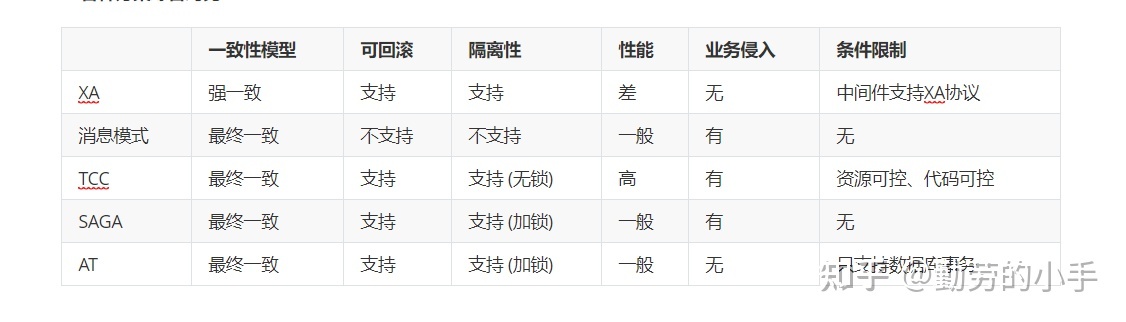 一致性模型 可回滚 隔离性 性能 业务侵入 条件限制
XA 强一致 支持 支持 差 无 中间件支持XA协议
消息模式 最终一致 不支持 不支持 一般 有 无
TCC 最终一致 支持 支持 (无锁) 高 有 资源可控、代码可控
SAGA 最终一致 支持 支持 (加锁) 一般 有 无
AT 最终一致 支持 支持 (加锁) 一般 无 只支持数据库事务
知乎 @勤劳的小手